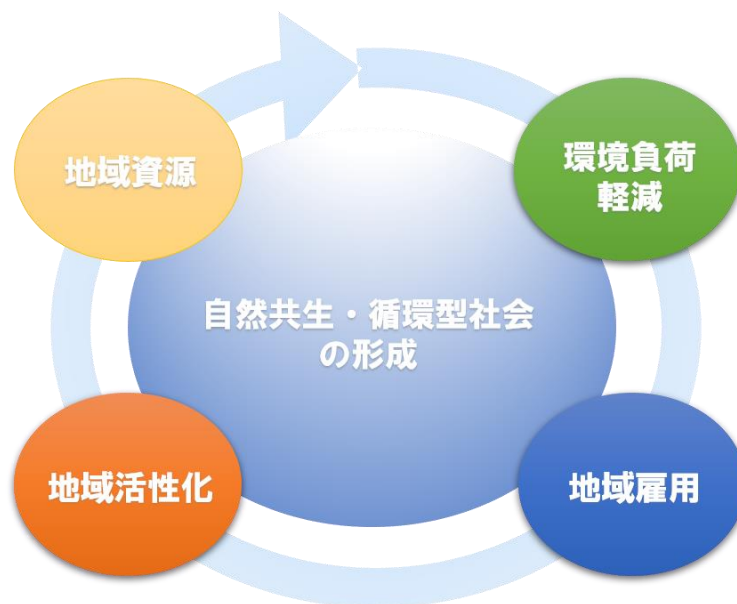 地域資源
環境負荷
軽減
自然共生・循環型社会
の形成
地域活性化
地域雇用